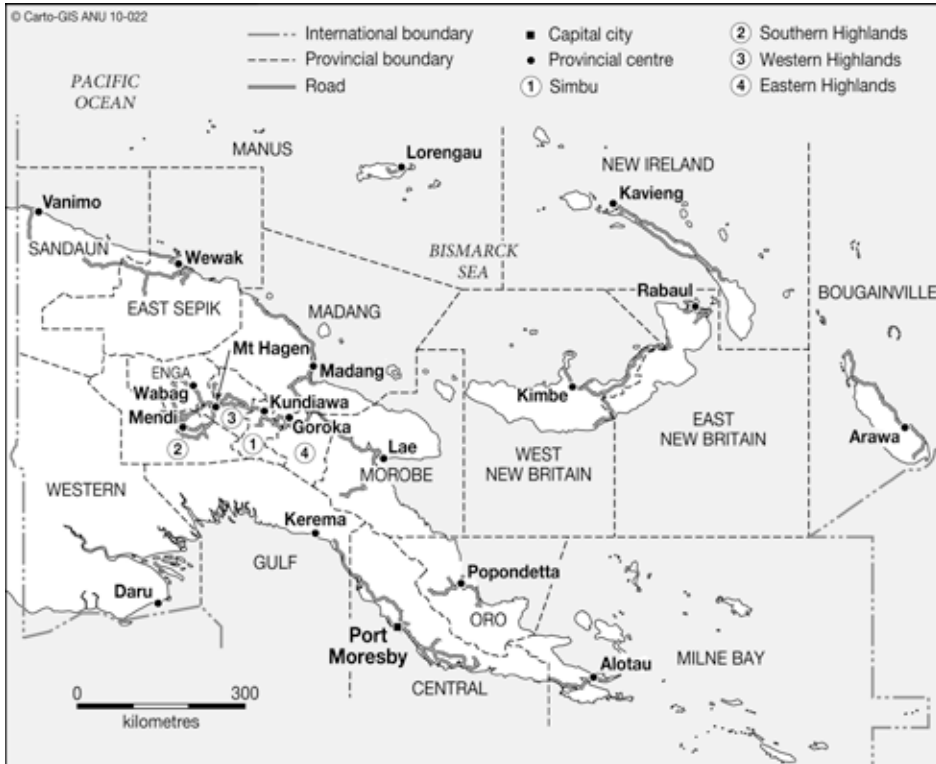 © Carto-GIS ANU 10-022
International boundary
Provincial boundary
Road
Capital city
Provincial centre
1 Simbu
2 Southern Highlands
3 Western Highlands
4 Eastern Highlands
PACIFIC
OCEAN
MANUS
Lorengau
NEW IRELAND
Kavieng
Vanimo
SANDAUN
Wewak
BISMARCK
SEA
Rabaul
BOUGAINVILLE
EAST SEPIK
MADANG
Mt Hagen
Madang
ENGA
Wabag
Kundiawa
Kimbe
Mendi
3
Goroka
EAST
NEW BRITAIN
Arawa
2
1
4
Lae
MOROBE
WEST
NEW BRITAIN
WESTERN
Kerema
GULF
Popondetta
Daru
ORO
Port
Moresby
Alotau
MILNE BAY
CENTRAL
0
300
kilometres